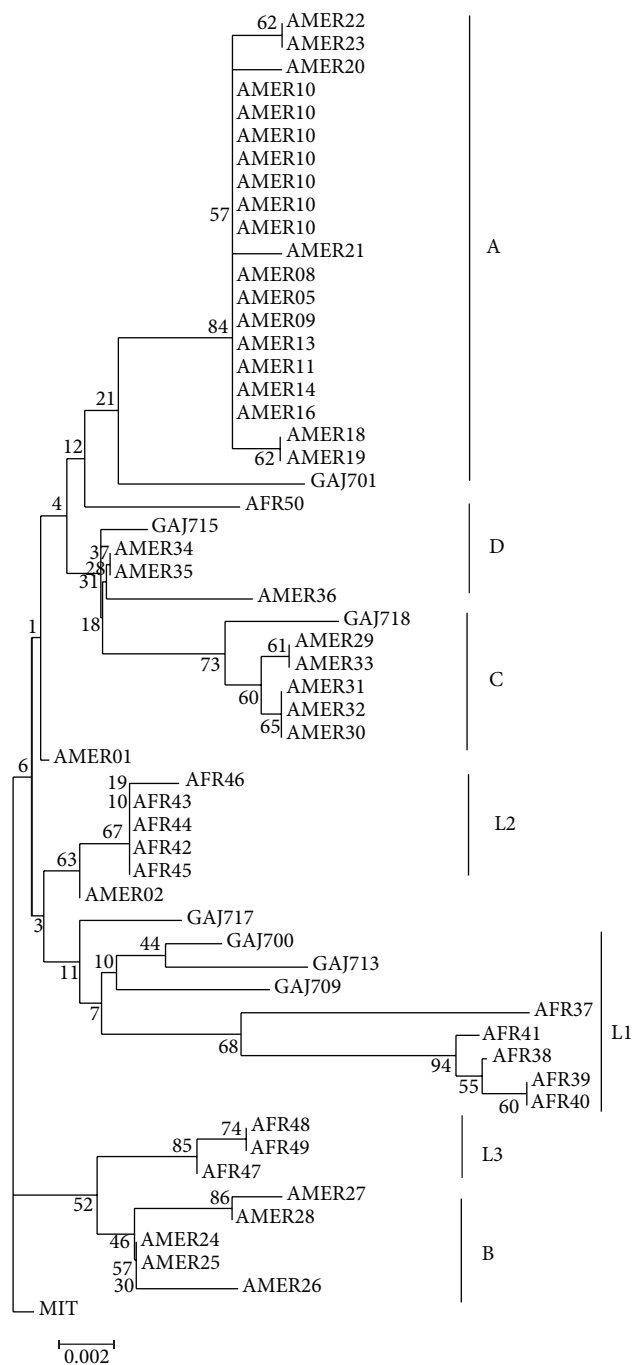 62 AMER22
AMER23
AMER20
AMER10
AMER10
AMER10
AMER10
AMER10
AMER10
57 AMER10
AMER21
A
AMER08
AMER05
84 AMER09
AMER13
AMER11
AMER14
21 AMER16
AMER18
12 62 AMER19
GAJ701
4 AFR50
GAJ715
37 AMER34
D
28 AMER35
31
AMER36
18 GAJ718
1 61 AMER29
73 AMER33
C
60 AMER31
AMER32
65 AMER30
AMER01
6
19 AFR46
10 AFR43
67 AFR44
L2
AFR42
63 AFR45
AMER02
3 GAJ717
44 GAJ700
10 GAJ713
11
GAJ709
7 AFR37
L1
68 AFR41
94 AFR38
55 AFR39
60 AFR40
74 AFR48
85 AFR49
L3
AFR47
52 86 AMER27
AMER28
46 AMER24
B
57 AMER25
30 AMER26
MIT
0.002